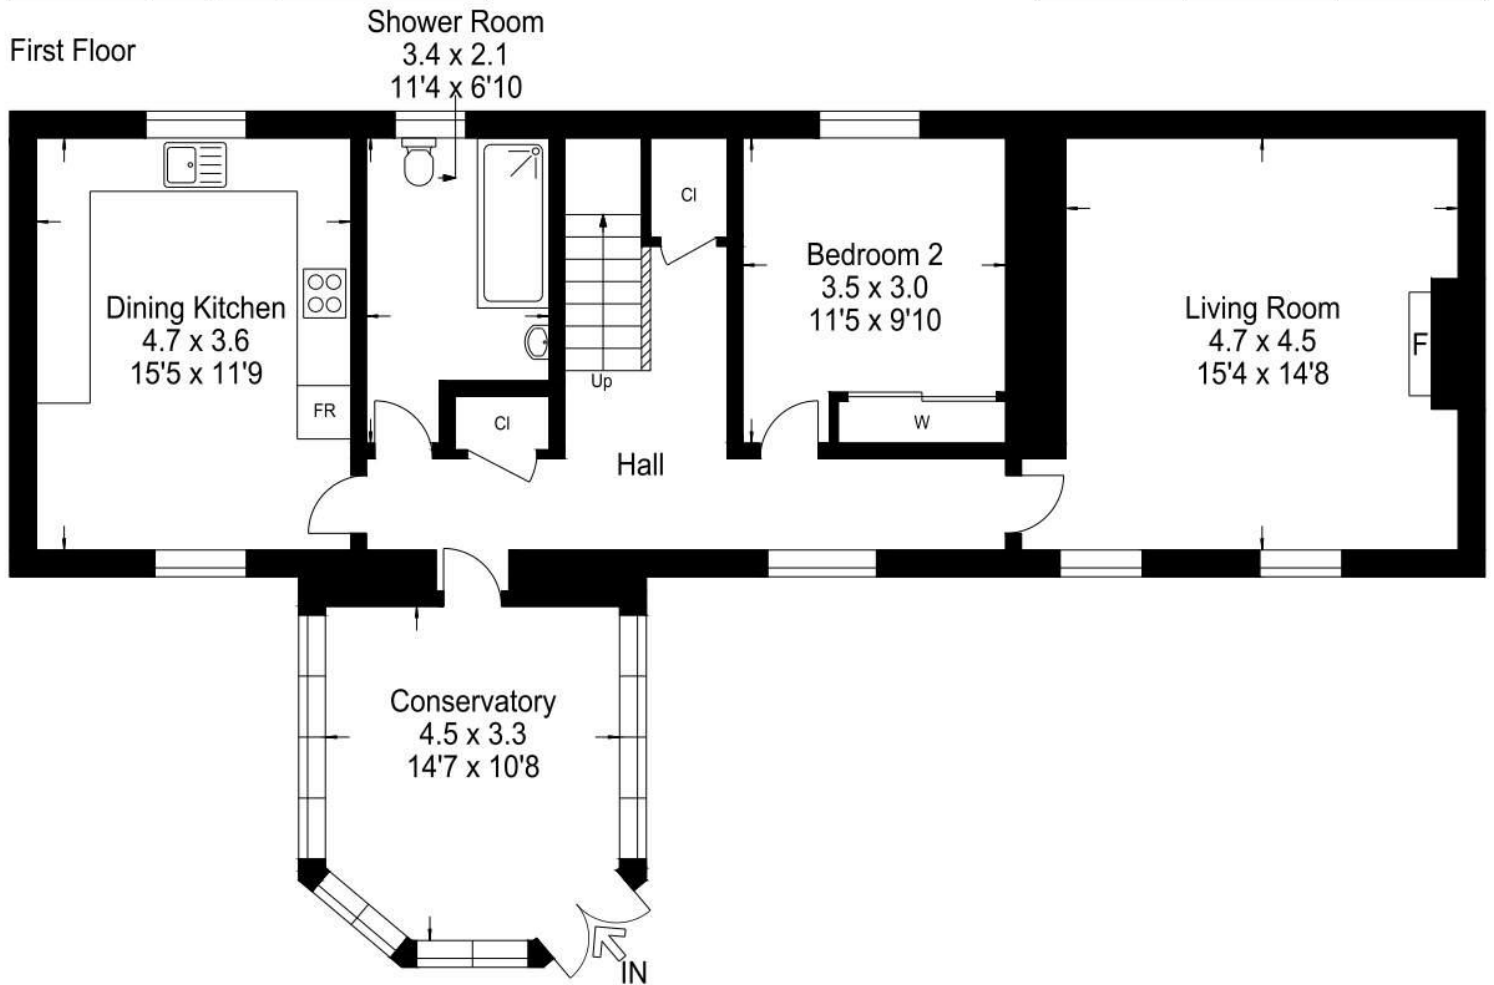 First Floor
Shower Room
3.4 x 2.1
11'4 x 6'10
Cl
Bedroom 2
3.5 x 3.0
11'5 x 9'10
Dining Kitchen
4.7 x 3.6
15'5 x 11'9
Living Room
4.7 x 4.5
15'4 x 14'8
F
Up
FR
Cl
W
Hall
Conservatory
4.5 x 3.3
14'7 x 10'8
IN